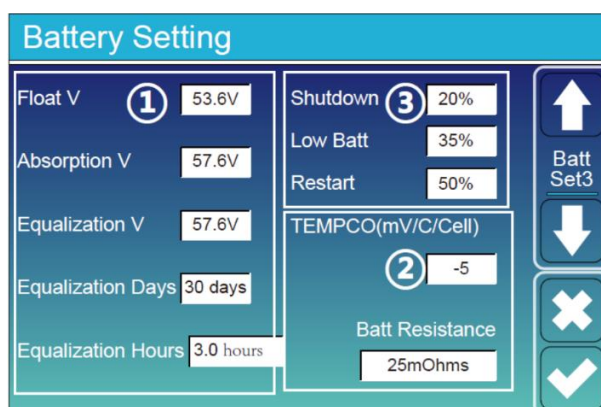 Battery Setting
Float V ① 53.6V
Absorption V 57.6V
Equalization V 57.6V
Equalization Days 30 days
Equalization Hours 3.0 hours
Shutdown ③ 20%
Low Batt 35%
Restart 50%
TEMPCO(mV/C/Cell)
② -5
Batt Resistance
25mOhms
Batt
Set3